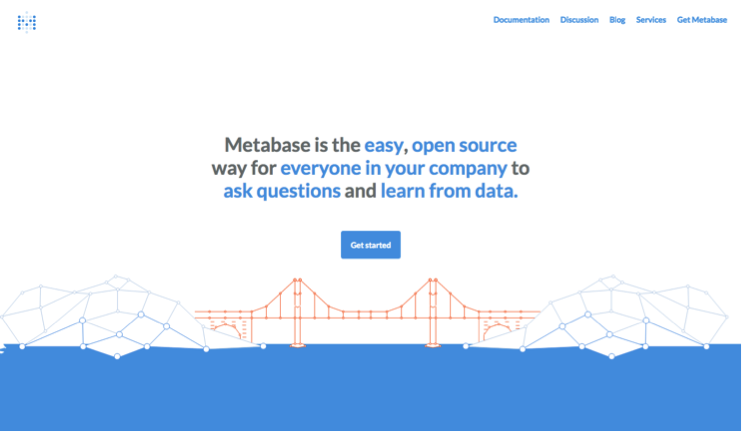 Documentation Discussion Blog Services Get Metabase
Metabase is the easy, open source
way for everyone in your company to
ask questions and learn from data.
Get started